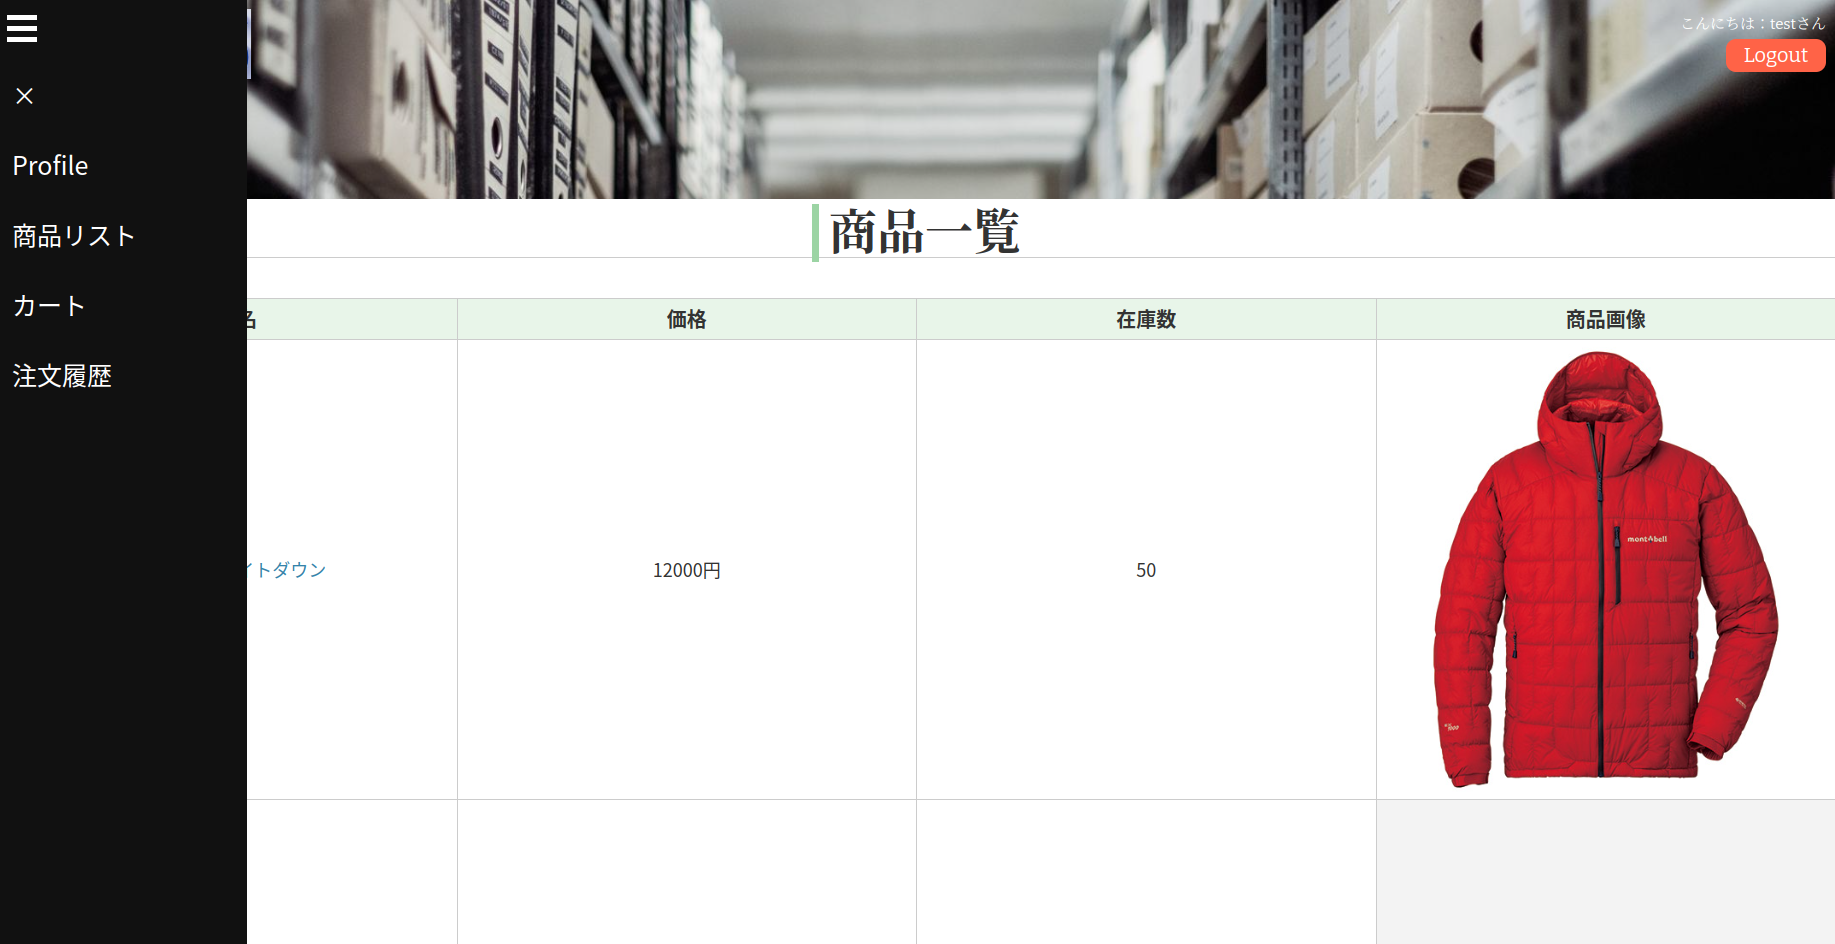 こんにちは：testさん
Logout
×
Profile
商品リスト
カート
注文履歴
商品一覧
名
価格
在庫数
商品画像
イトダウン
12000円
50
mont-bell